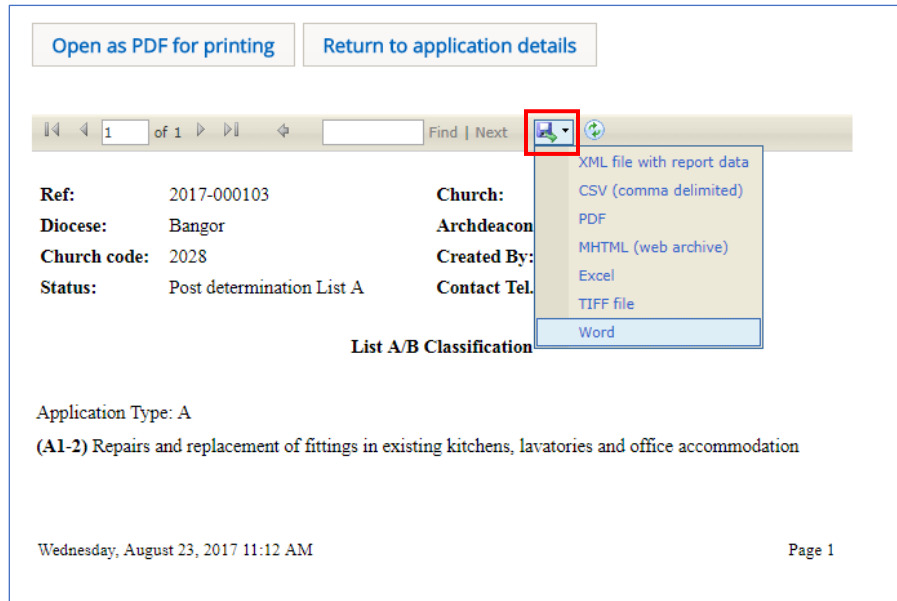 Open as PDF for printing Return to application details
1 of 1 Find | Next
XML file with report data
CSV (comma delimited)
PDF
MHTML (web archive)
Excel
TIFF file
Word
Ref: 2017-000103 Church:
Diocese: Bangor Archdeacon
Church code: 2028 Created By:
Status: Post determination List A Contact Tel.
List A/B Classification
Application Type: A
(A1-2) Repairs and replacement of fittings in existing kitchens, lavatories and office accommodation
Wednesday, August 23, 2017 11:12 AM Page 1